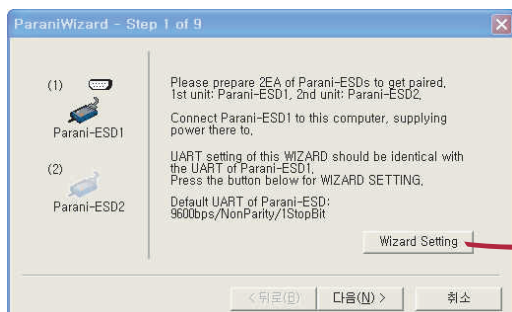 ParaniWizard - Step 1 of 9
(1)
Parani-ESD1
(2)
Parani-ESD2
Please prepare 2EA of Parani-ESDs to get paired,
1st unit: Parani-ESD1, 2nd unit: Parani-ESD2,
Connect Parani-ESD1 to this computer, supplying
power there to,
UART setting of this WIZARD should be identical with
the UART of Parani-ESD1,
Press the button below for WIZARD SETTING,
Default UART of Parani-ESD:
9600bps/NonParity/1StopBit
Wizard Setting
< 뒤로(B)
다음(N) >
취소